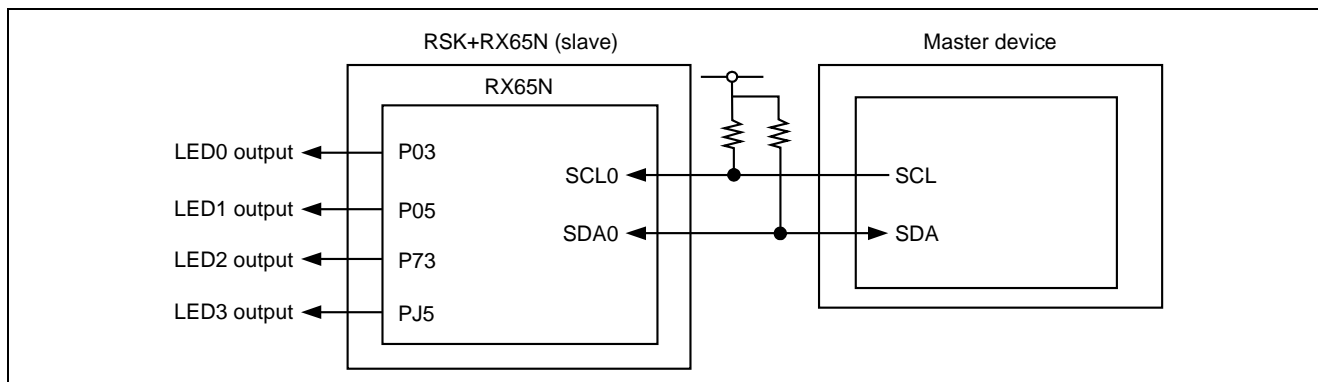 RSK+RX65N (slave)
Master device
RX65N
LED0 output
P03
SCL0
SCL
LED1 output
P05
SDA0
SDA
LED2 output
P73
LED3 output
PJ5